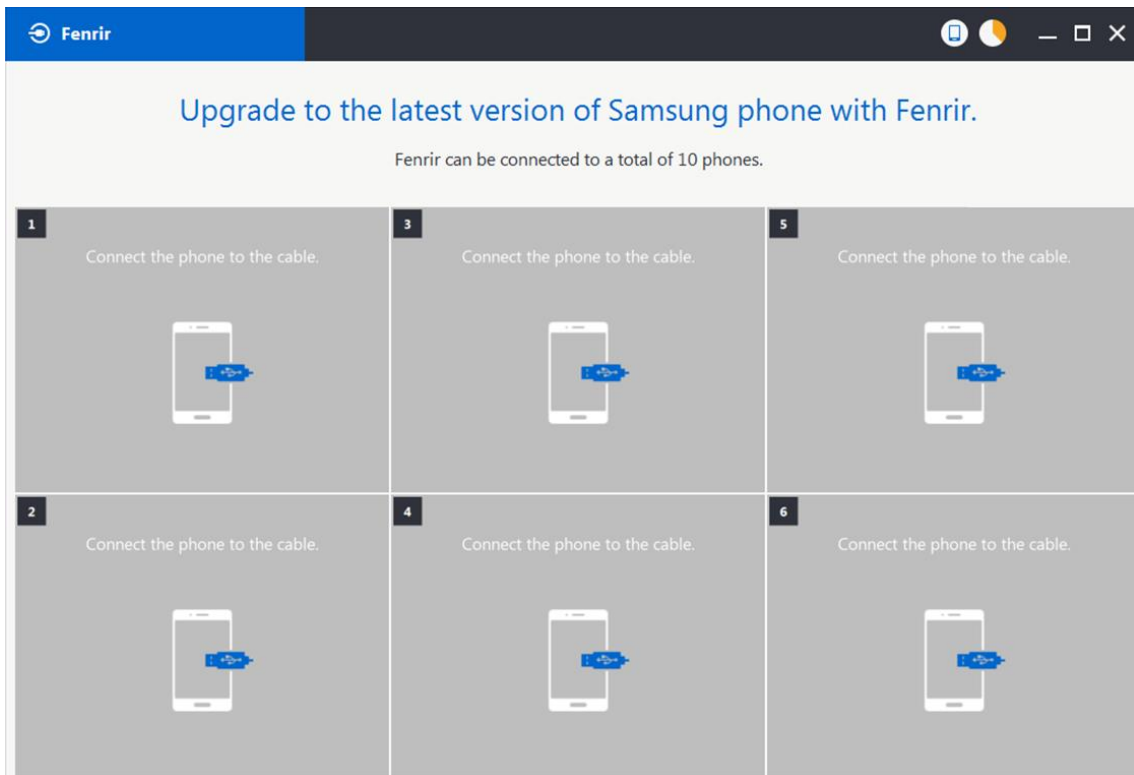 Fenrir
Upgrade to the latest version of Samsung phone with Fenrir.
Fenrir can be connected to a total of 10 phones.
1
Connect the phone to the cable.
3
Connect the phone to the cable.
5
Connect the phone to the cable.
2
Connect the phone to the cable.
4
Connect the phone to the cable.
6
Connect the phone to the cable.